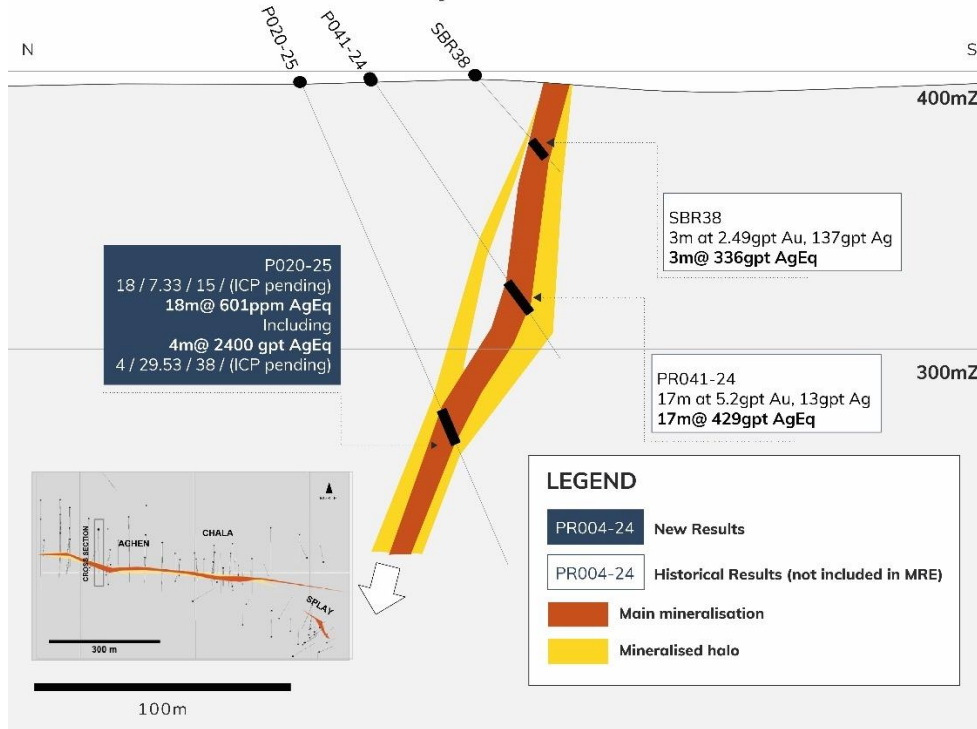 P020-25
P041-24
SBR38
N
S
400mZ
SBR38
3m at 2.49gpt Au, 137gpt Ag
3m@ 336gpt AgEq
P020-25
18 / 7.33 / 15 / (ICP pending)
18m@ 601ppm AgEq
Including
4m@ 2400 gpt AgEq
4 / 29.53 / 38 / (ICP pending)
300mZ
PR041-24
17m at 5.2gpt Au, 13gpt Ag
17m@ 429gpt AgEq
LEGEND
PR004-24 New Results
PR004-24 Historical Results (not included in MRE)
Main mineralisation
Mineralised halo
CROSS SECTION
AGHEN
CHALA
SPLAY
300 m
100m